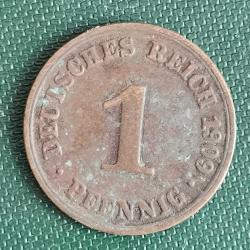 DEUTSCHES REICH 1909
1
PFENNIG